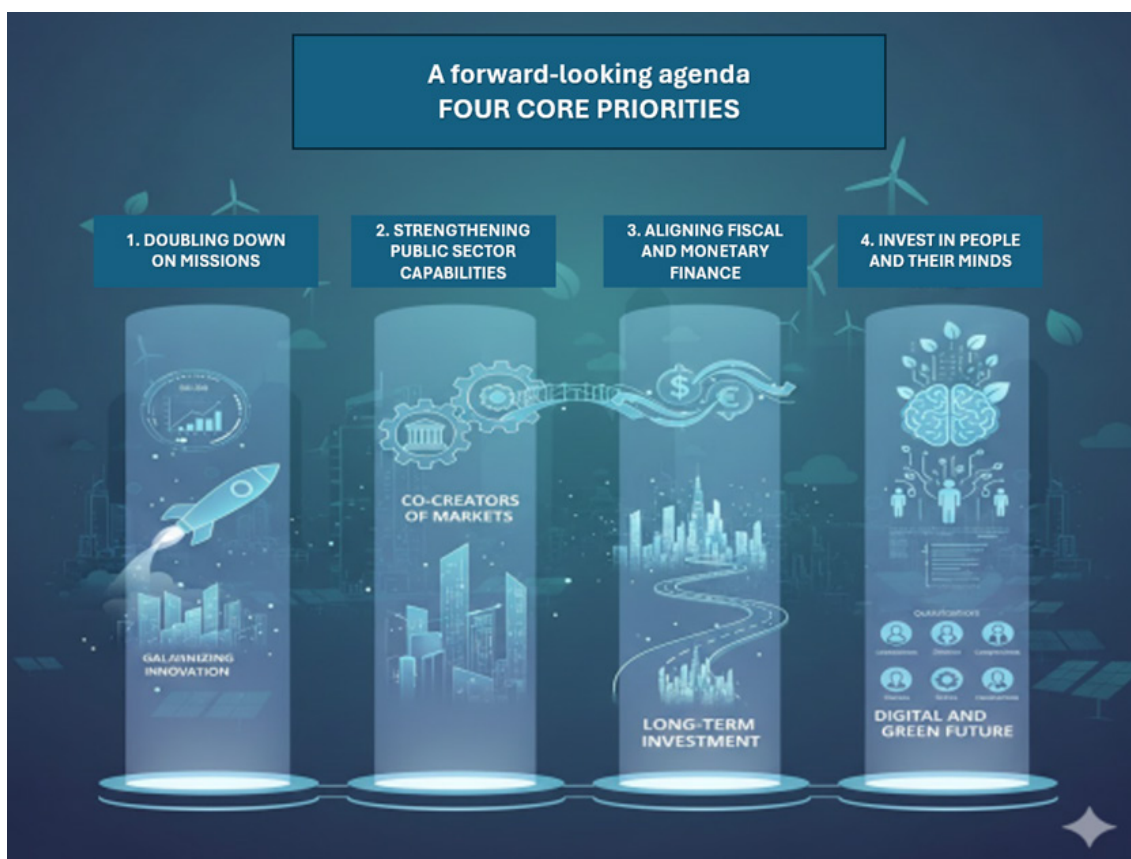 A forward-looking agenda
FOUR CORE PRIORITIES
1. DOUBLING DOWN
ON MISSIONS
2. STRENGTHENING
PUBLIC SECTOR
CAPABILITIES
3. ALIGNING FISCAL
AND MONETARY
FINANCE
4. INVEST IN PEOPLE
AND THEIR MINDS
$
€
CO-CREATORS
OF MARKETS
INNOVATION
LONG-TERM
INVESTMENT
DIGITAL AND
GREEN FUTURE